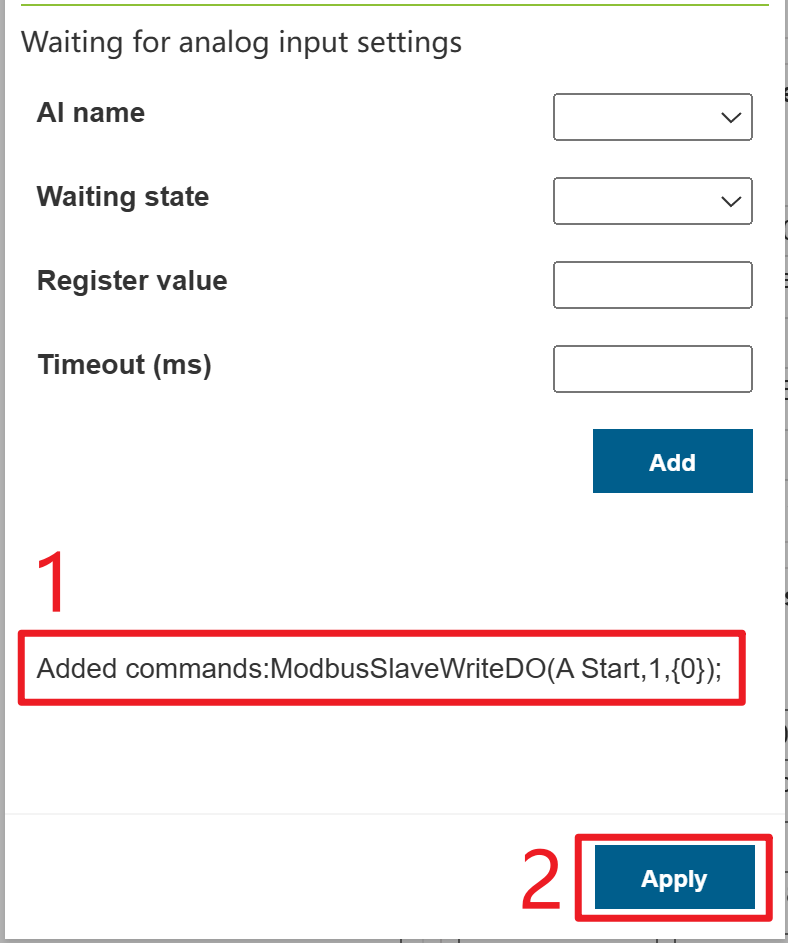 Waiting for analog input settings
AI name
Waiting state
Register value
Timeout (ms)
Add
1
Added commands:ModbusSlaveWriteDO(A Start,1,{0});
2
Apply